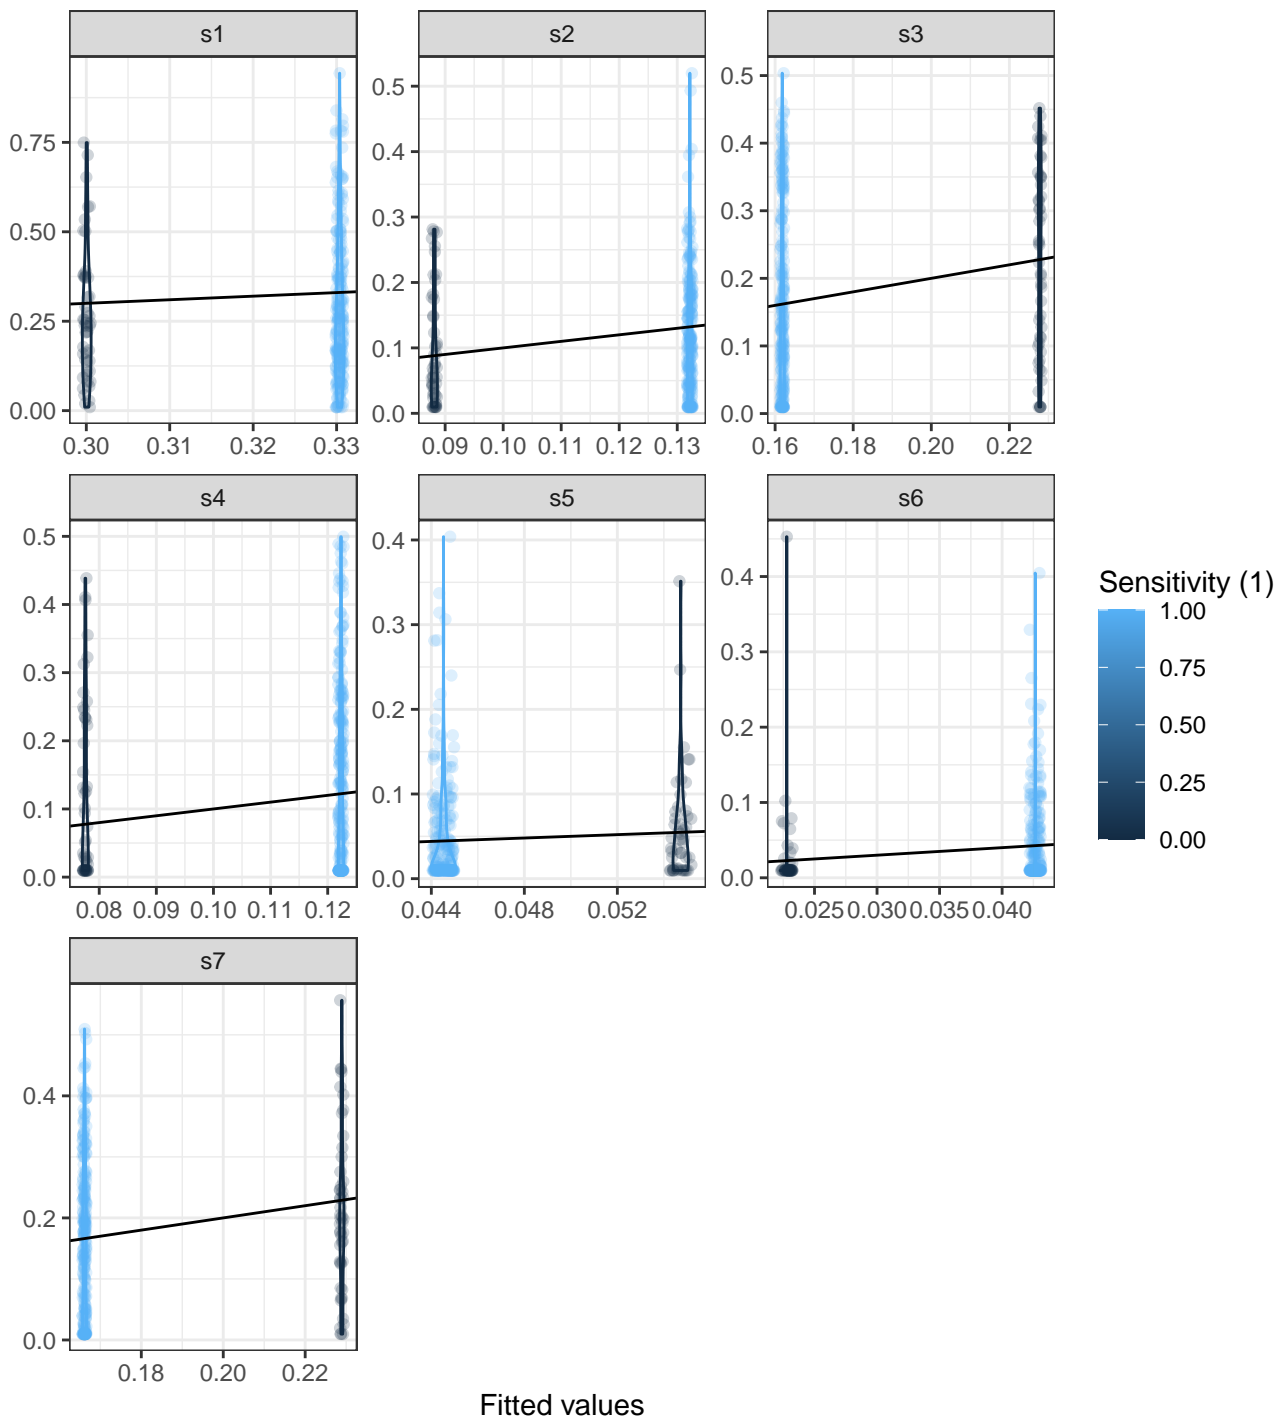 s1 s2 s3
0.75 0.50 0.25 0.00
0.5 0.4 0.3 0.2 0.1 0.0
0.5 0.4 0.3 0.2 0.1 0.0
0.30 0.31 0.32 0.33
0.09 0.10 0.11 0.12 0.13
0.16 0.18 0.20 0.22
s4 s5 s6
0.5 0.4 0.3 0.2 0.1 0.0
0.4 0.3 0.2 0.1 0.0
0.4 0.3 0.2 0.1 0.0
0.08 0.09 0.10 0.11 0.12
0.044 0.048 0.052
0.025 0.030 0.035 0.040
Sensitivity (1)
1.00
0.75
0.50
0.25
0.00
s7
0.4 0.2 0.0
0.18 0.20 0.22
Fitted values